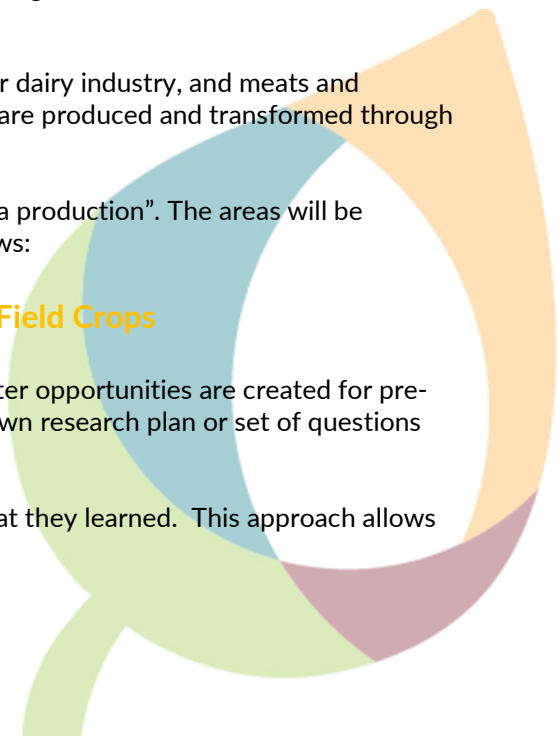 r dairy industry, and meats and
are produced and transformed through
a production”. The areas will be
ws:
Field Crops
ter opportunities are created for pre-
wn research plan or set of questions
at they learned.  This approach allows